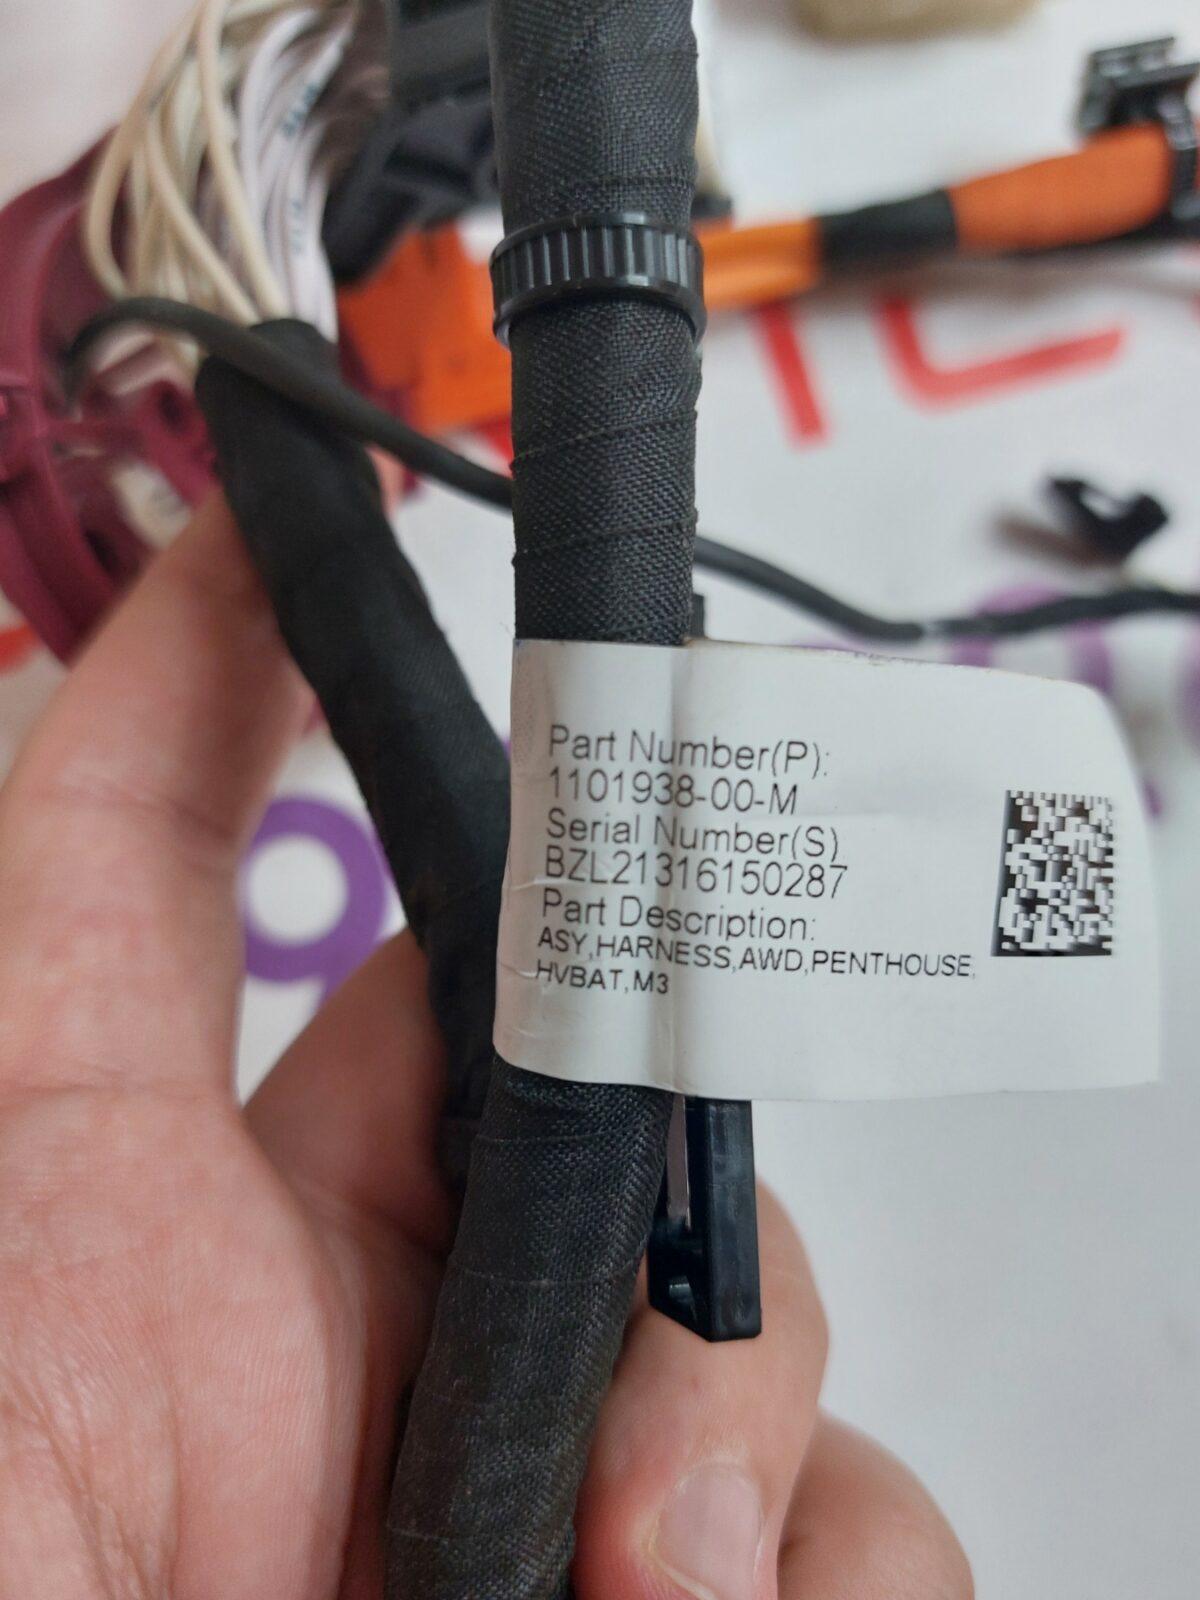 Part Number(P):
1101938-00-M
Serial Number(S)
BZL21316150287
Part Description:
ASY,HARNESS,AWD,PENTHOUSE,
HVBAT,M3